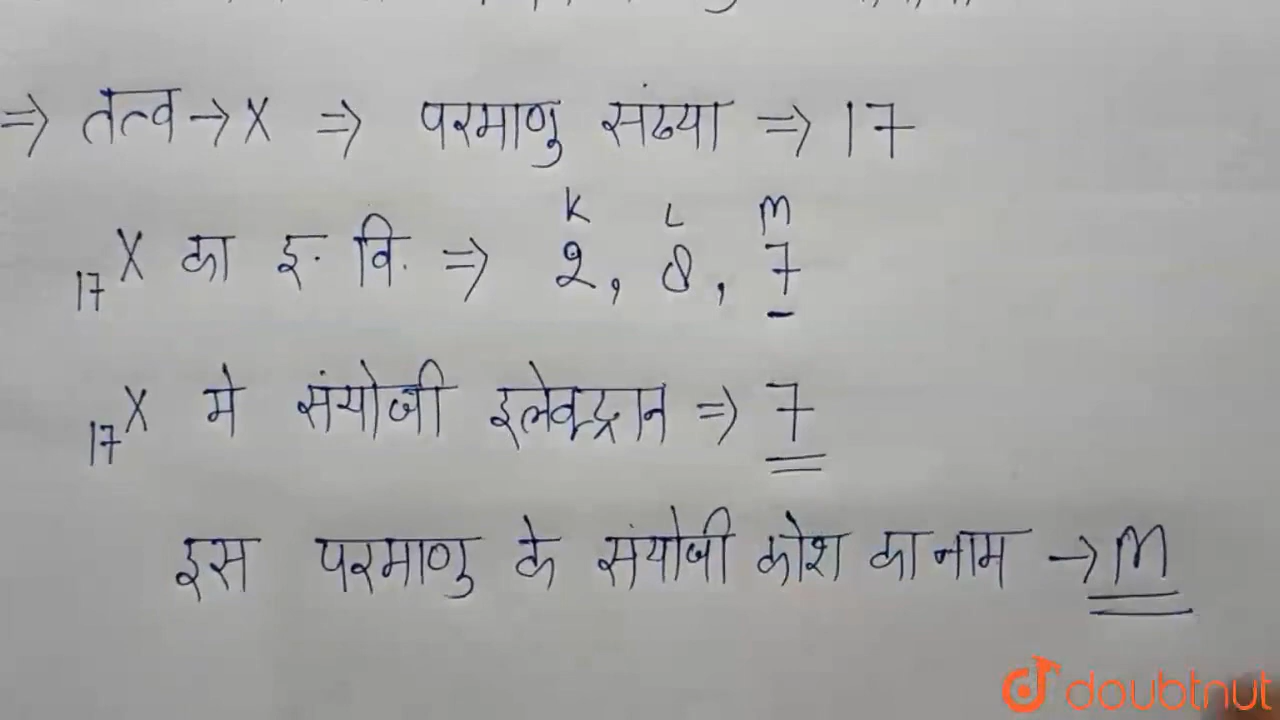 ⇒ तत्व → X ⇒ परमाणु संख्या ⇒ 17
K L M
₁₇X का इ. वि. ⇒ 2, 8, 7
₁₇X मे संयोजी इलेक्ट्रान ⇒ 7
इस परमाणु के संयोजी कोश का नाम → M
doubtnut